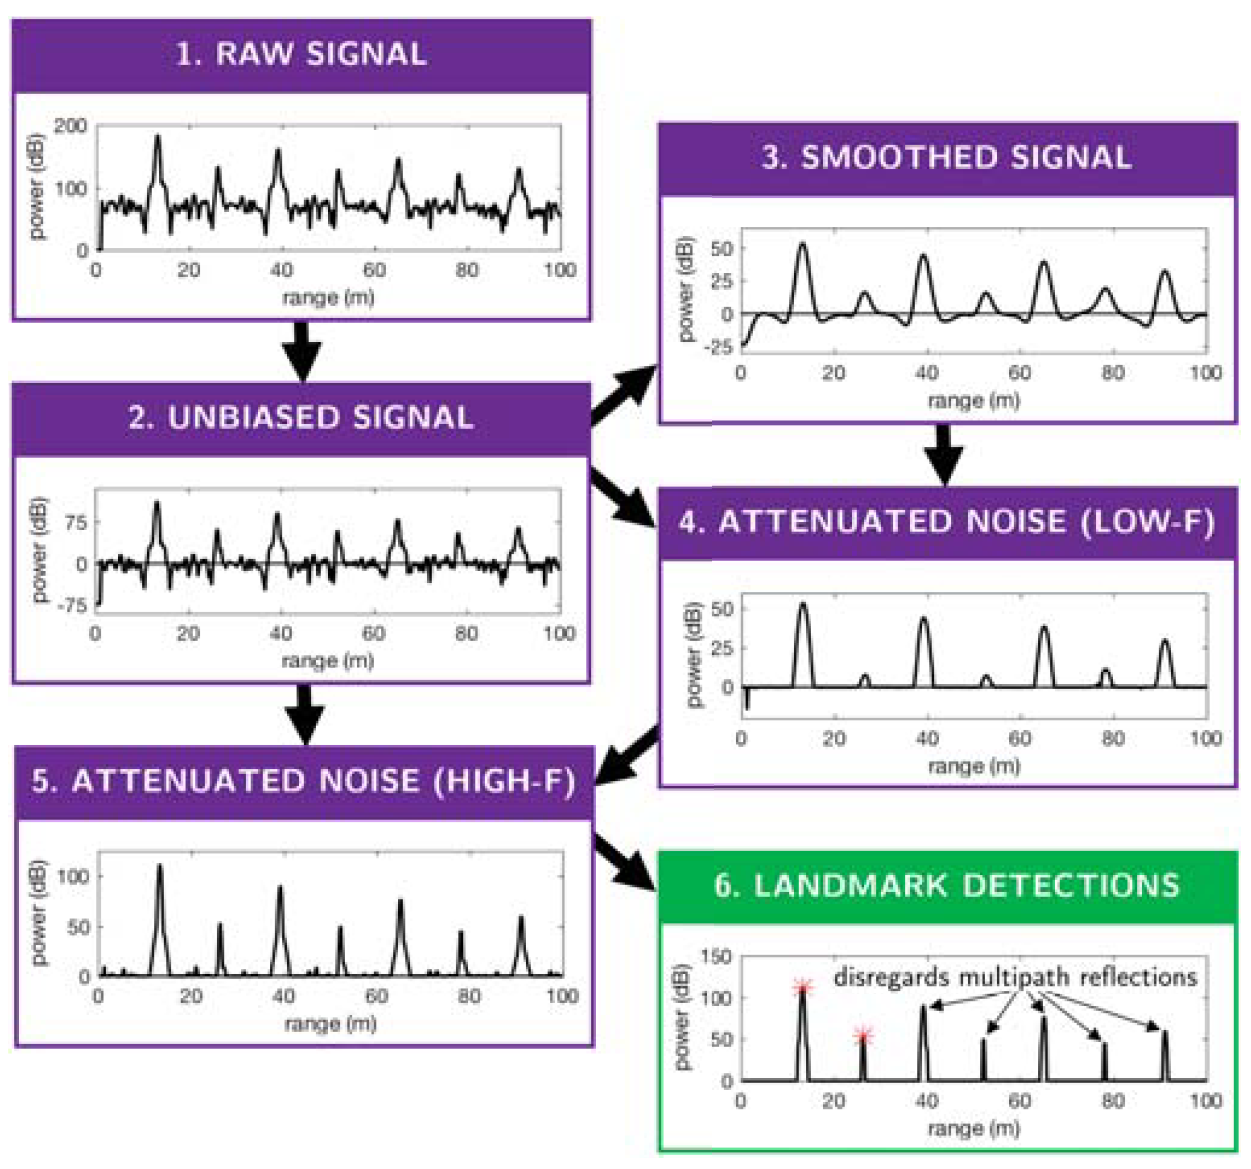 1. RAW SIGNAL
power (dB)
200
100
0
0 20 40 60 80 100
range (m)
3. SMOOTHED SIGNAL
power (dB)
50
25
0
-25
0 20 40 60 80 100
range (m)
2. UNBIASED SIGNAL
power (dB)
75
0
-75
0 20 40 60 80 100
range (m)
4. ATTENUATED NOISE (LOW-F)
power (dB)
50
25
0
0 20 40 60 80 100
range (m)
5. ATTENUATED NOISE (HIGH-F)
power (dB)
100
50
0
0 20 40 60 80 100
range (m)
6. LANDMARK DETECTIONS
power (dB)
150
100
50
0
disregards multipath reflections
0 20 40 60 80 100
range (m)